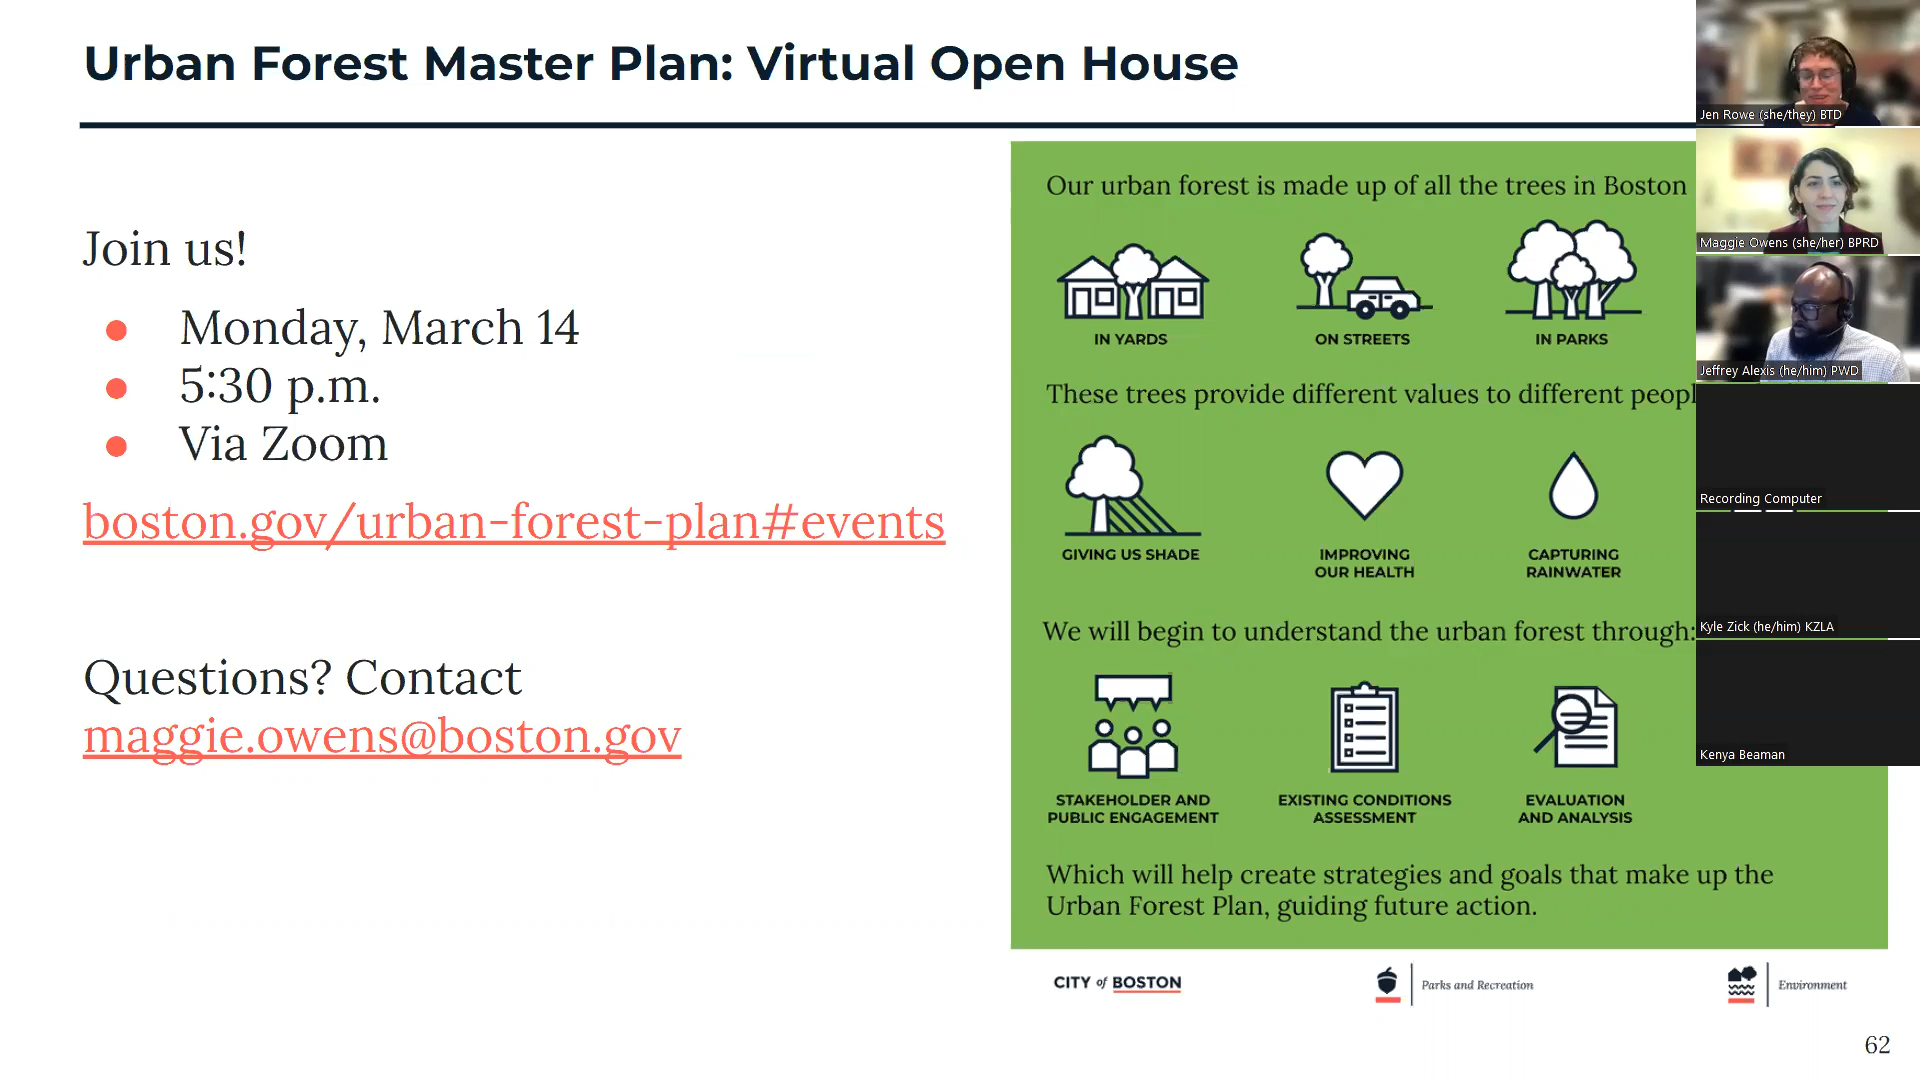 Urban Forest Master Plan: Virtual Open House
Join us!
Monday, March 14
5:30 p.m.
Via Zoom
boston.gov/urban-forest-plan#events
Questions? Contact
maggie.owens@boston.gov
Our urban forest is made up of all the trees in Boston
IN YARDS
ON STREETS
IN PARKS
These trees provide different values to different peopl
GIVING US SHADE
IMPROVING
OUR HEALTH
CAPTURING
RAINWATER
We will begin to understand the urban forest through:
STAKEHOLDER AND
PUBLIC ENGAGEMENT
EXISTING CONDITIONS
ASSESSMENT
EVALUATION
AND ANALYSIS
Which will help create strategies and goals that make up the
Urban Forest Plan, guiding future action.
CITY of BOSTON
Parks and Recreation
Environment
62
Jen Rowe (she/they) BTD
Maggie Owens (she/her) BPRD
Jeffrey Alexis (he/him) PWD
Recording Computer
Kyle Zick (he/him) KZLA
Kenya Beaman